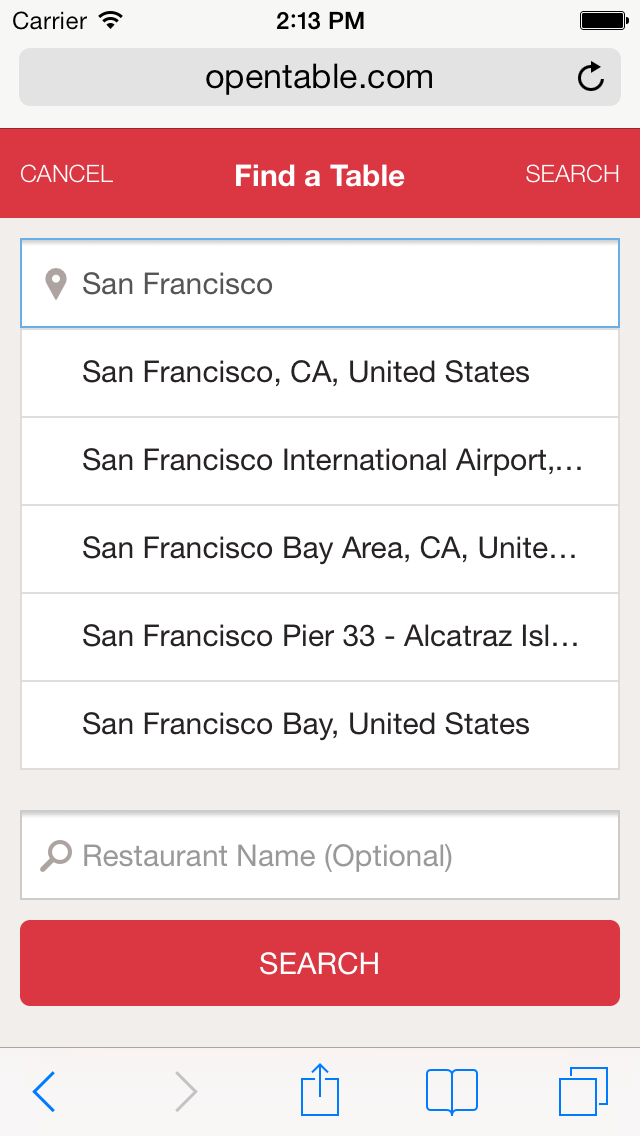 Carrier 2:13 PM
opentable.com
CANCEL Find a Table SEARCH
San Francisco
San Francisco, CA, United States
San Francisco International Airport,…
San Francisco Bay Area, CA, Unite…
San Francisco Pier 33 - Alcatraz Isl…
San Francisco Bay, United States
Restaurant Name (Optional)
SEARCH